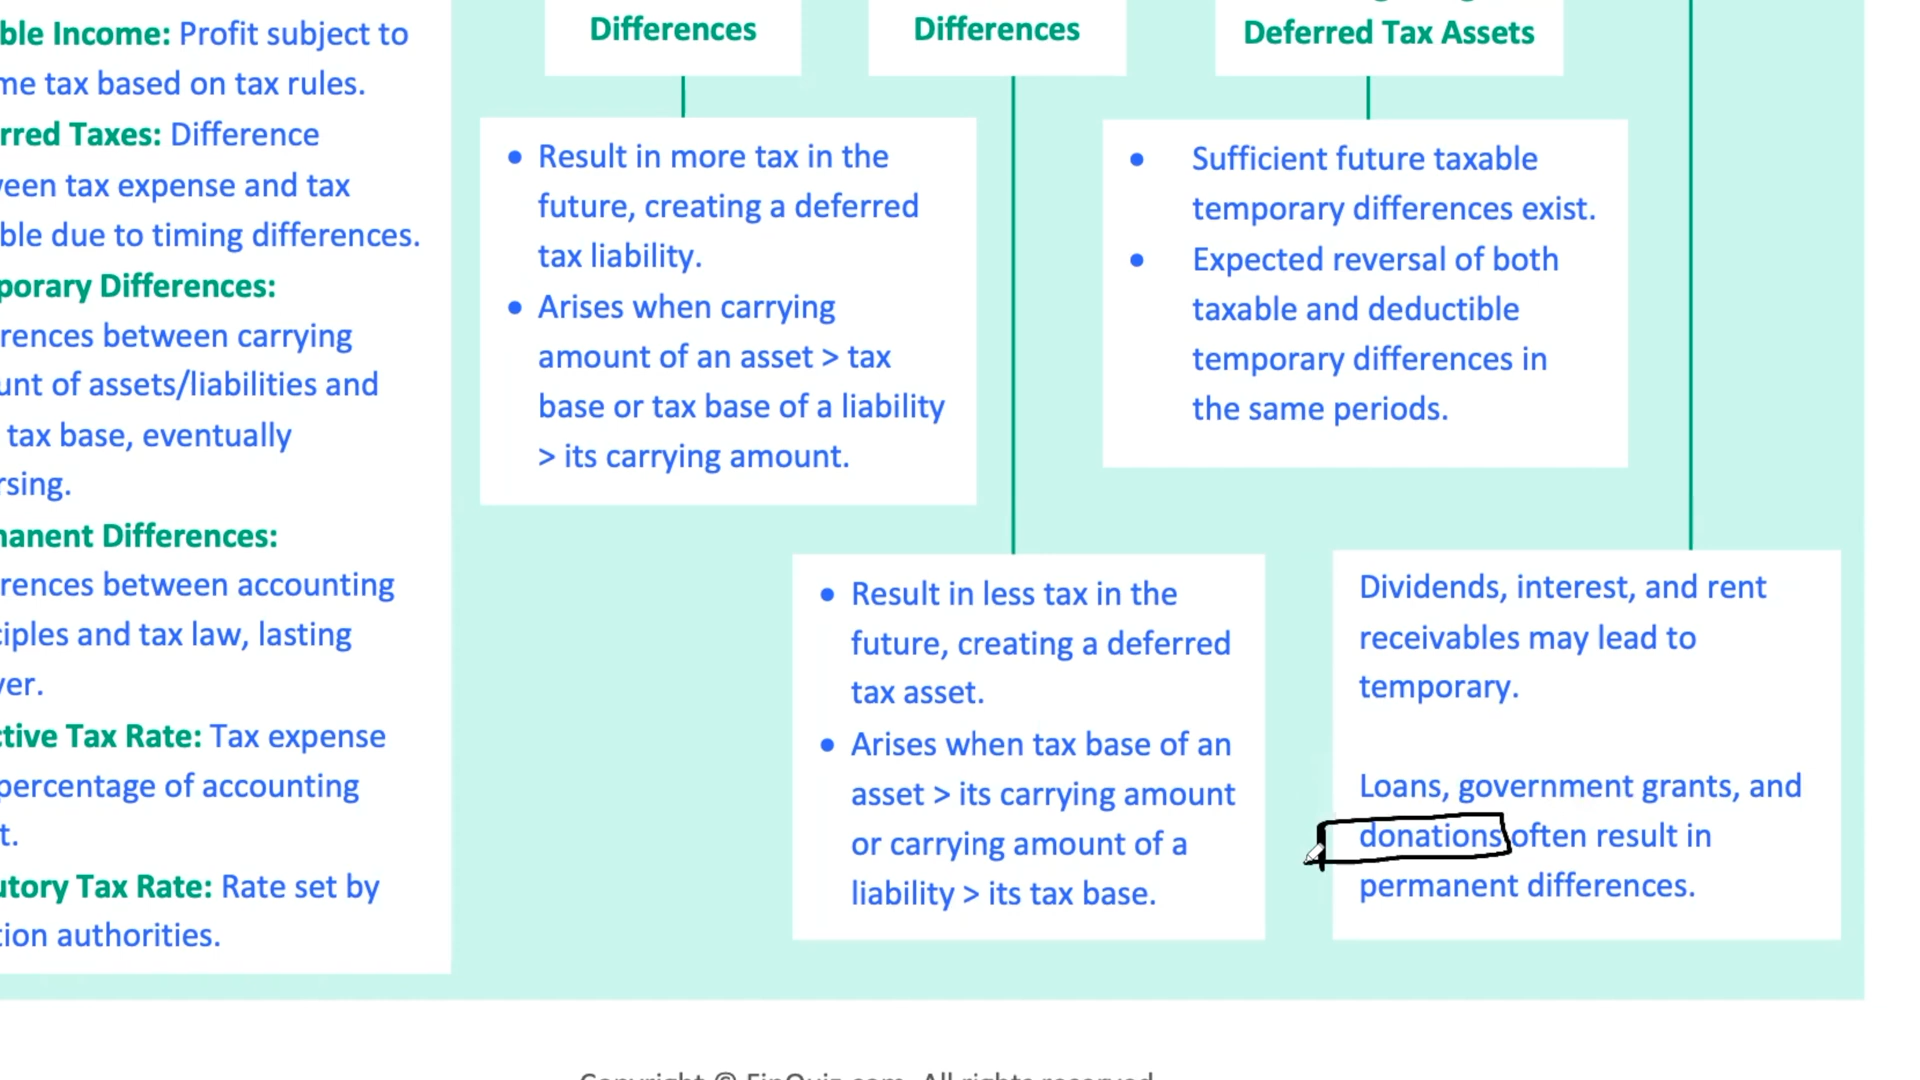 ble Income: Profit subject to
me tax based on tax rules.
rred Taxes: Difference
veen tax expense and tax
ble due to timing differences.
porary Differences:
rences between carrying
unt of assets/liabilities and
tax base, eventually
rsing.
nanent Differences:
rences between accounting
ciples and tax law, lasting
ver.
ctive Tax Rate: Tax expense
percentage of accounting
t.
utory Tax Rate: Rate set by
tion authorities.
Differences
• Result in more tax in the
future, creating a deferred
tax liability.
• Arises when carrying
amount of an asset > tax
base or tax base of a liability
> its carrying amount.
Differences
• Result in less tax in the
future, creating a deferred
tax asset.
• Arises when tax base of an
asset > its carrying amount
or carrying amount of a
liability > its tax base.
Deferred Tax Assets
• Sufficient future taxable
temporary differences exist.
• Expected reversal of both
taxable and deductible
temporary differences in
the same periods.
Dividends, interest, and rent
receivables may lead to
temporary.
Loans, government grants, and
donations often result in
permanent differences.
Copyright © FinQuiz.com. All rights reserved.